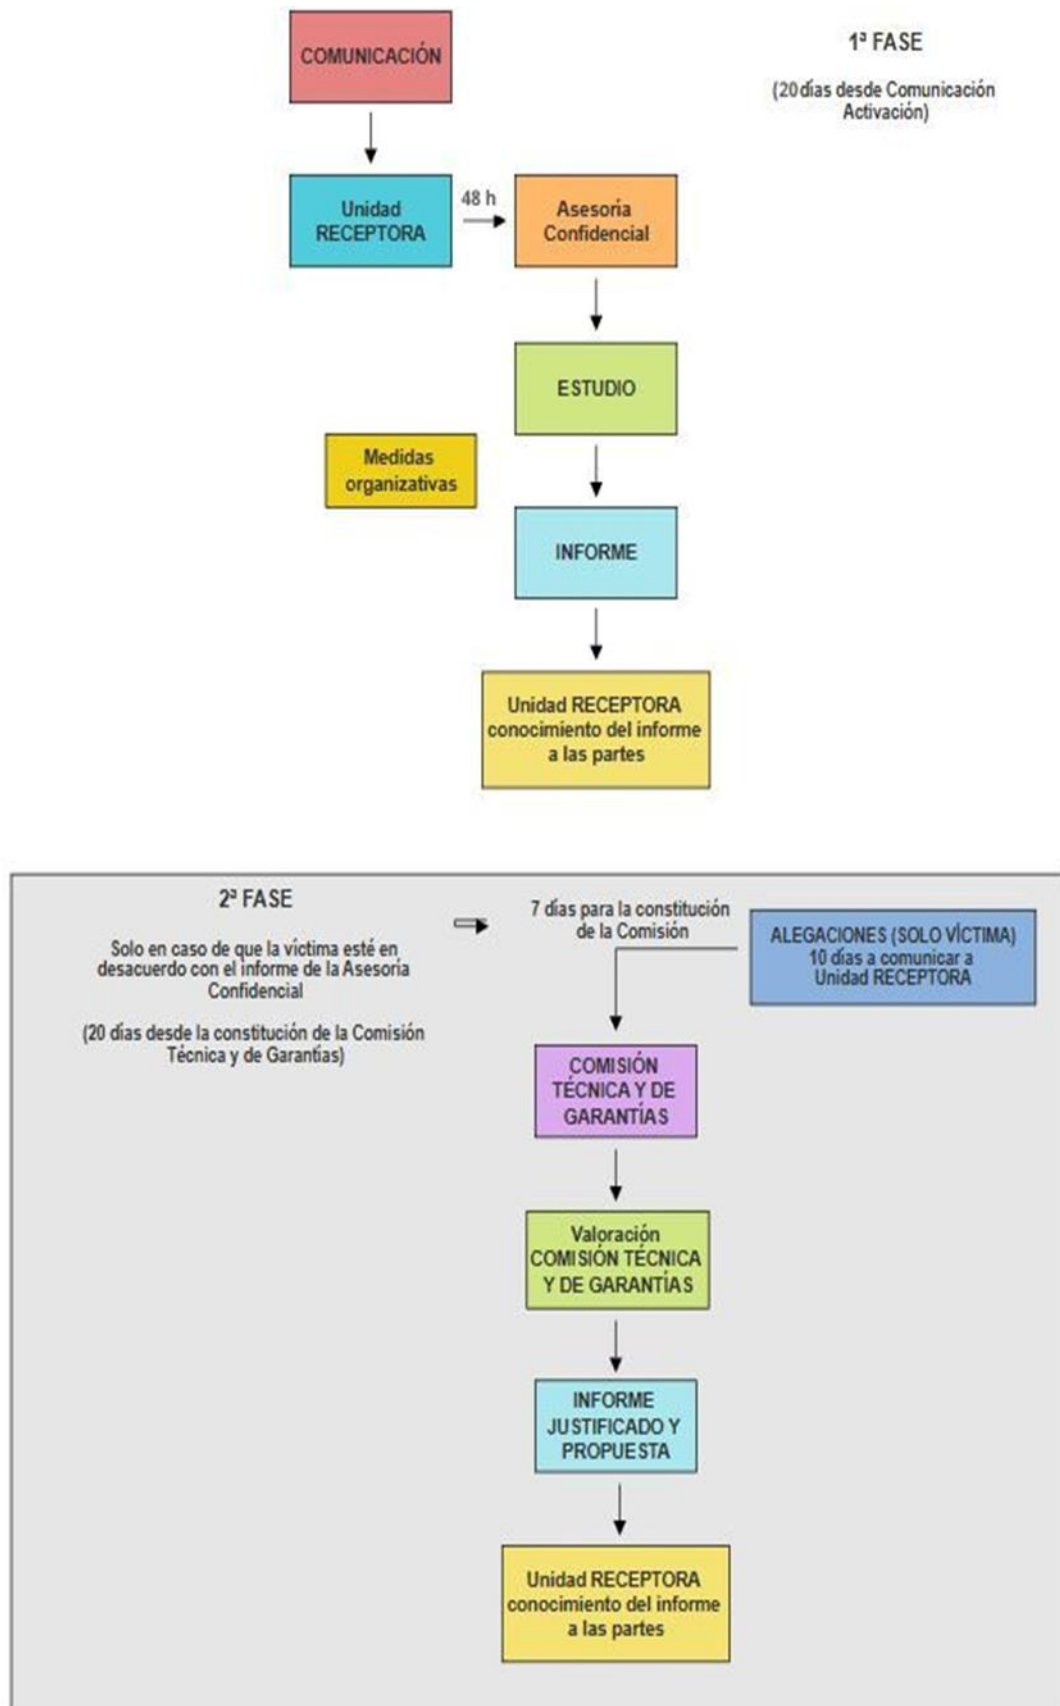 COMUNICACIÓN
1ª FASE
(20 días desde Comunicación
Activación)
Unidad
RECEPTORA
48 h
Asesoría
Confidencial
ESTUDIO
Medidas
organizativas
INFORME
Unidad RECEPTORA
conocimiento del informe
a las partes
2ª FASE
Solo en caso de que la víctima esté en
desacuerdo con el informe de la Asesoría
Confidencial
(20 días desde la constitución de la Comisión
Técnica y de Garantías)
7 días para la constitución
de la Comisión
ALEGACIONES (SOLO VÍCTIMA)
10 días a comunicar a
Unidad RECEPTORA
COMISIÓN
TÉCNICA Y DE
GARANTÍAS
Valoración
COMISIÓN TÉCNICA
Y DE GARANTÍAS
INFORME
JUSTIFICADO Y
PROPUESTA
Unidad RECEPTORA
conocimiento del informe
a las partes